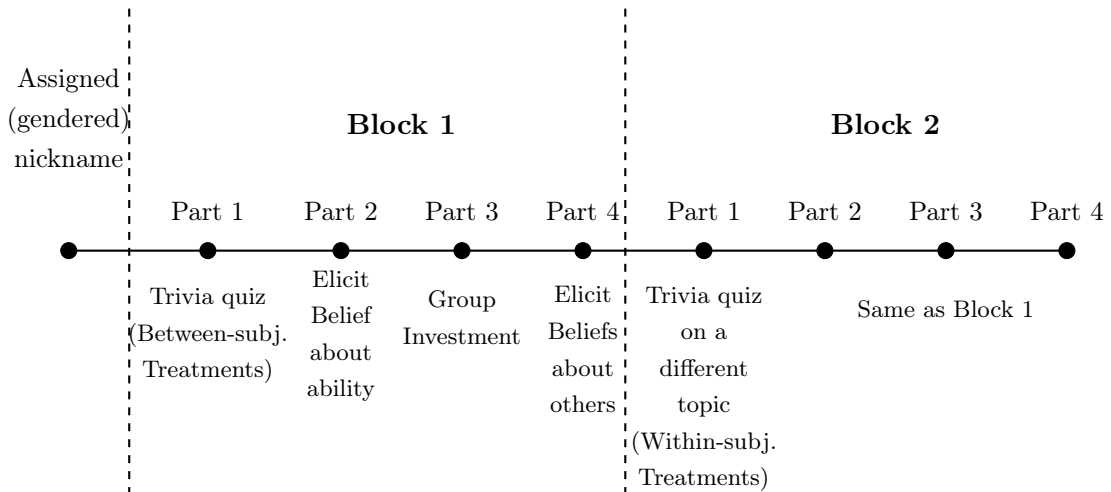 Assigned
(gendered)
nickname
Block 1
Block 2
Part 1
Part 2
Part 3
Part 4
Part 1
Part 2
Part 3
Part 4
Trivia quiz
(Between-subj.
Treatments)
Elicit
Belief
about
ability
Group
Investment
Elicit
Beliefs
about
others
Trivia quiz
on a
different
topic
(Within-subj.
Treatments)
Same as Block 1